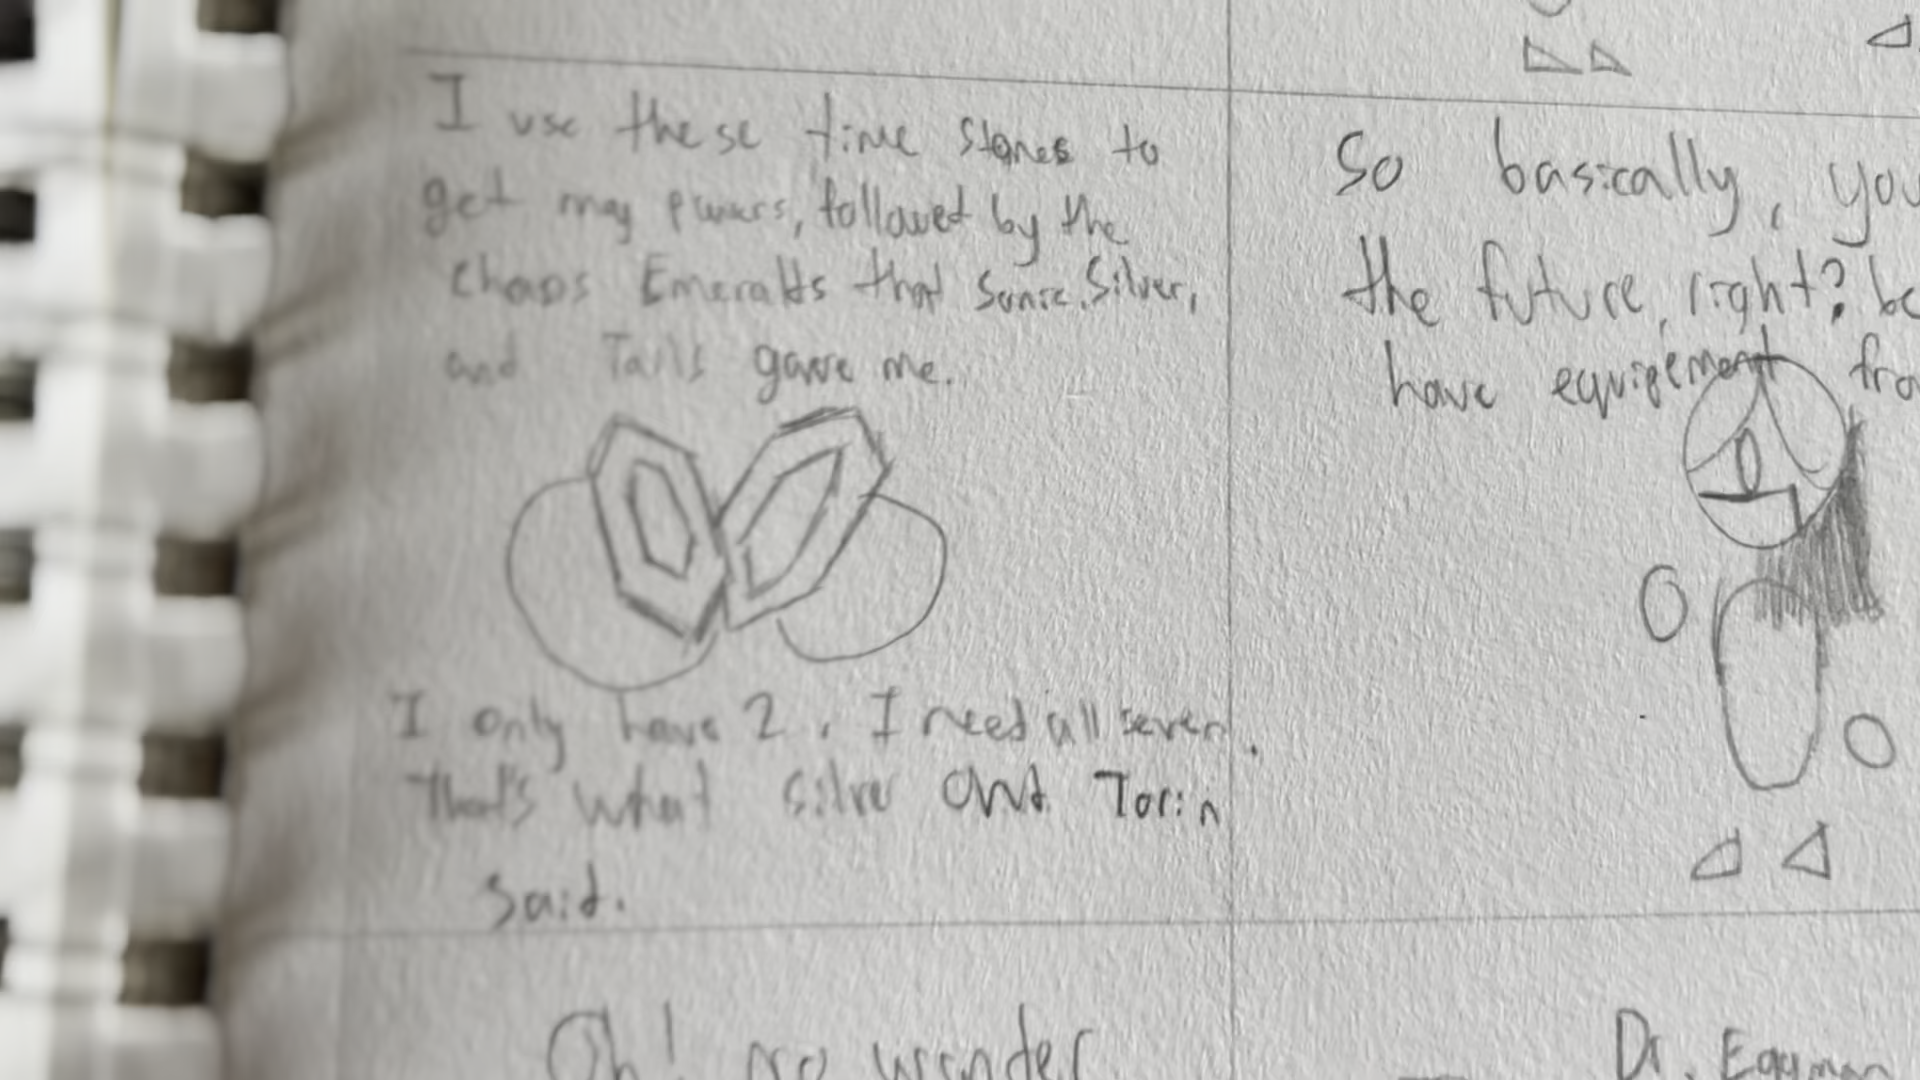 I use these time stones to
get my powers, followed by the
chaos Emeralds that Sonic, Silver,
and Tails gave me.
I only have 2. I need all seven.
that's what silver and Torin
said.
So basically, you
the future, right? be
have equipement fro
Oh! no wonder
Dr. Eggman